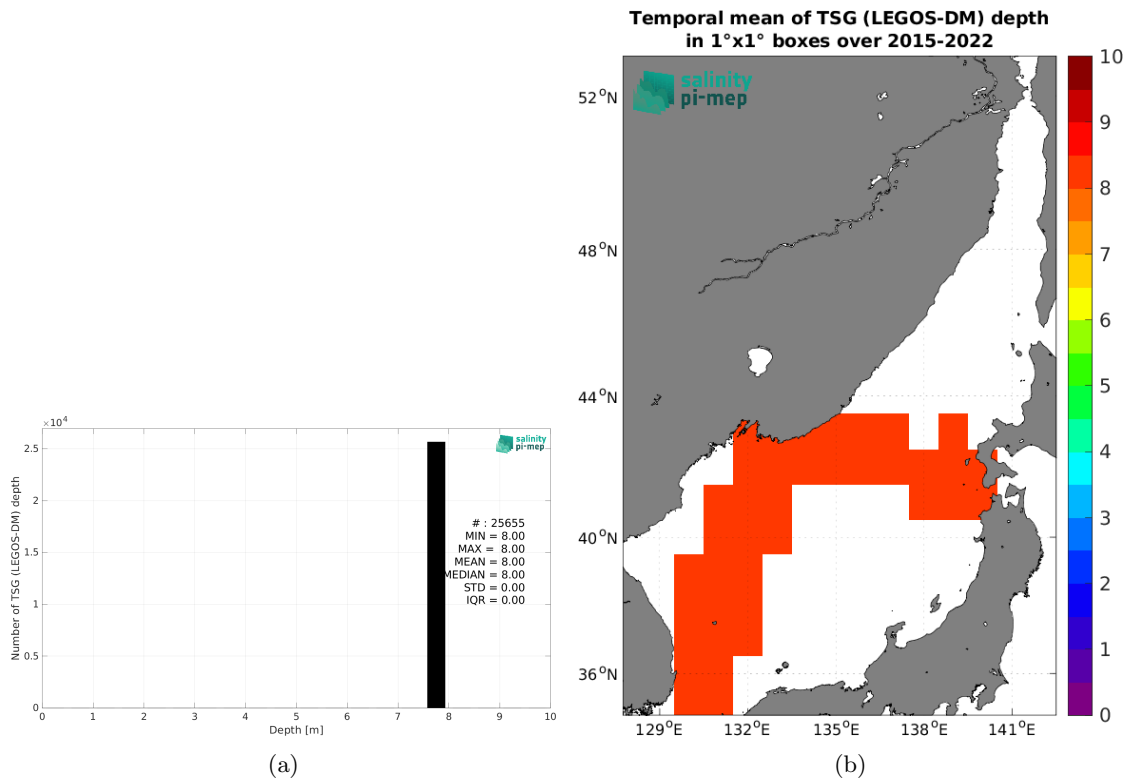 ×10⁴
2.5
2
1.5
1
0.5
0
Number of TSG (LEGOS-DM) depth
salinity
pi-mep
# : 25655
MIN = 8.00
MAX = 8.00
MEAN = 8.00
MEDIAN = 8.00
STD = 0.00
IQR = 0.00
0 1 2 3 4 5 6 7 8 9 10
Depth [m]
(a)
Temporal mean of TSG (LEGOS-DM) depth
in 1°x1° boxes over 2015-2022
salinity
pi-mep
52°N
48°N
44°N
40°N
36°N
129°E 132°E 135°E 138°E 141°E
10
9
8
7
6
5
4
3
2
1
0
(b)